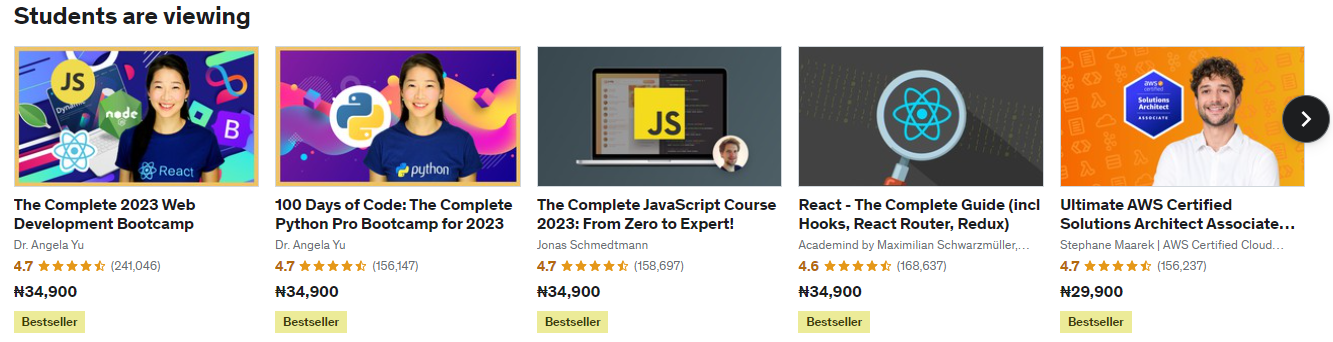 Students are viewing
JS
node
B
React
The Complete 2023 Web
Development Bootcamp
Dr. Angela Yu
4.7 (241,046)
₦34,900
Bestseller
python
100 Days of Code: The Complete
Python Pro Bootcamp for 2023
Dr. Angela Yu
4.7 (156,147)
₦34,900
Bestseller
JS
The Complete JavaScript Course
2023: From Zero to Expert!
Jonas Schmedtmann
4.7 (158,697)
₦34,900
Bestseller
React - The Complete Guide (incl
Hooks, React Router, Redux)
Academind by Maximilian Schwarzmüller,...
4.6 (168,637)
₦34,900
Bestseller
aws
certified
Solutions
Architect
ASSOCIATE
Ultimate AWS Certified
Solutions Architect Associate...
Stephane Maarek | AWS Certified Cloud...
4.7 (156,237)
₦29,900
Bestseller